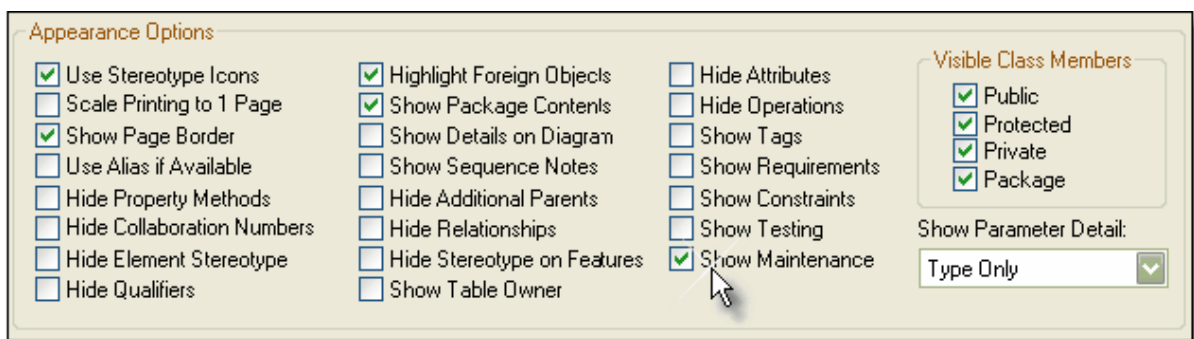 Appearance Options
Use Stereotype Icons
Scale Printing to 1 Page
Show Page Border
Use Alias if Available
Hide Property Methods
Hide Collaboration Numbers
Hide Element Stereotype
Hide Qualifiers
Highlight Foreign Objects
Show Package Contents
Show Details on Diagram
Show Sequence Notes
Hide Additional Parents
Hide Relationships
Hide Stereotype on Features
Show Table Owner
Hide Attributes
Hide Operations
Show Tags
Show Requirements
Show Constraints
Show Testing
Show Maintenance
Visible Class Members
Public
Protected
Private
Package
Show Parameter Detail:
Type Only